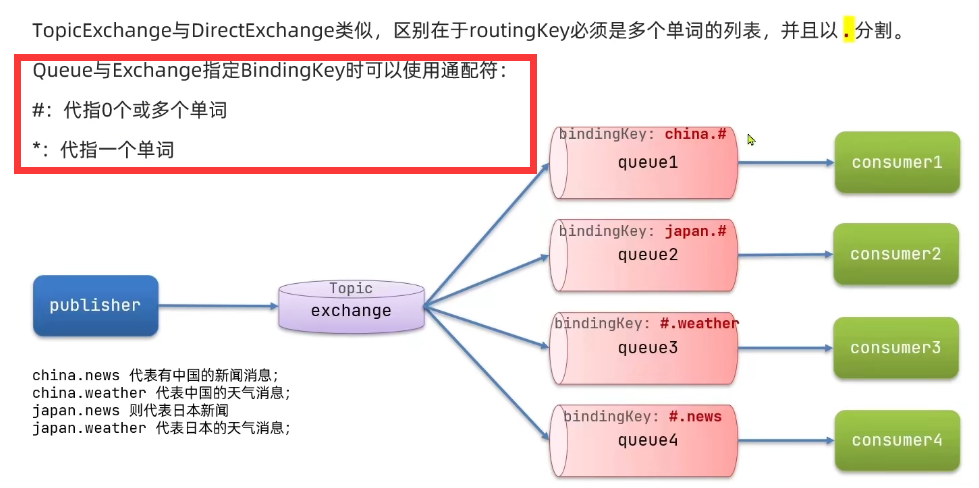 TopicExchange与DirectExchange类似，区别在于routingKey必须是多个单词的列表，并且以 . 分割。
Queue与Exchange指定BindingKey时可以使用通配符：
#：代指0个或多个单词
*：代指一个单词
bindingKey: china.#
queue1
consumer1
bindingKey: japan.#
queue2
consumer2
publisher
Topic
exchange
bindingKey: #.weather
queue3
consumer3
china.news 代表有中国的新闻消息;
china.weather 代表中国的天气消息;
japan.news 则代表日本新闻
japan.weather 代表日本的天气消息;
bindingKey: #.news
queue4
consumer4